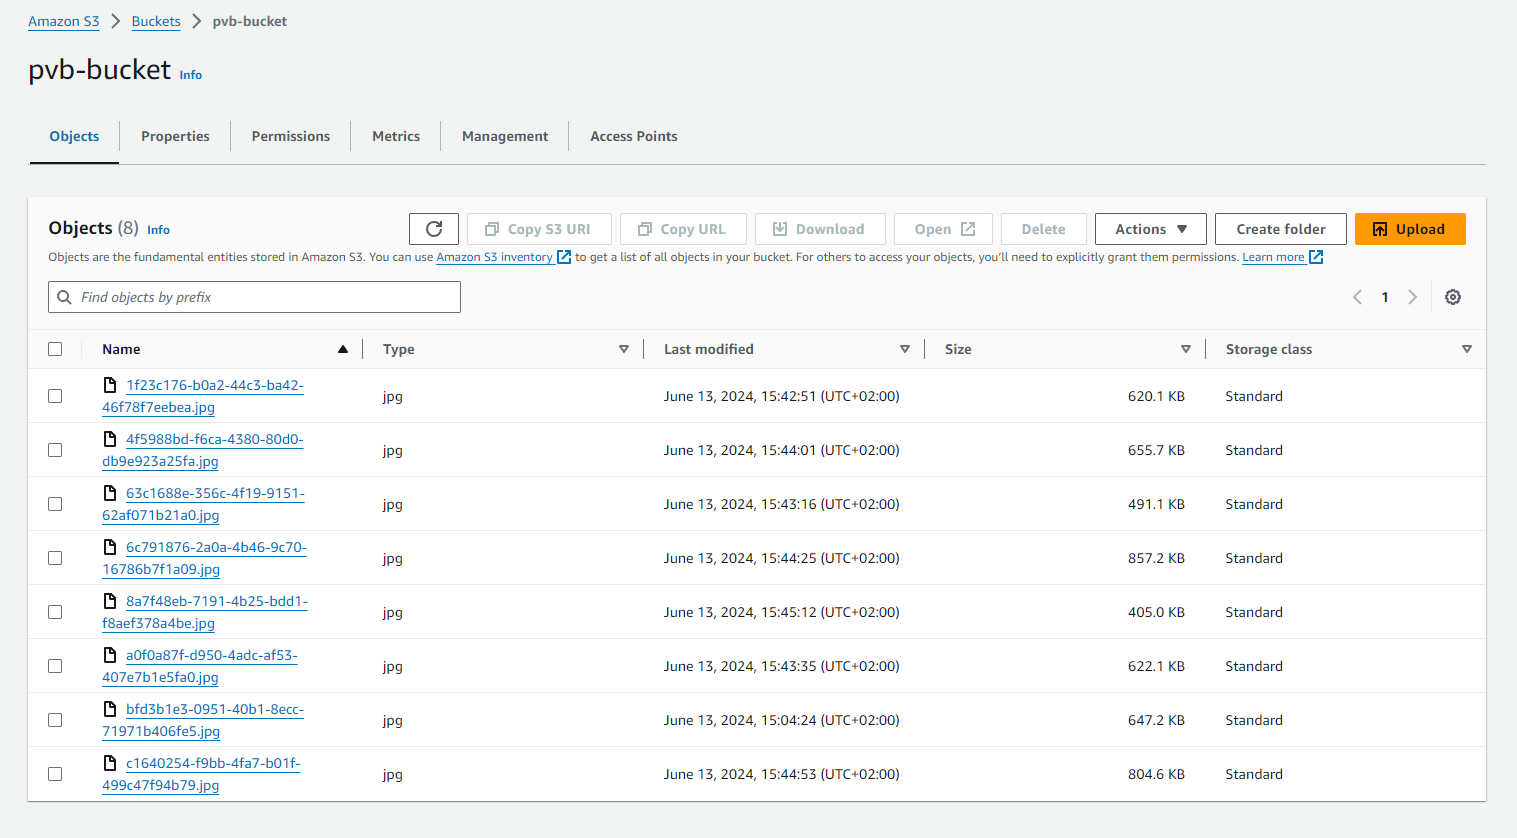 Amazon S3 > Buckets > pvb-bucket
pvb-bucket Info
Objects Properties Permissions Metrics Management Access Points
Objects (8) Info
Copy S3 URI Copy URL Download Open Delete Actions Create folder Upload
Objects are the fundamental entities stored in Amazon S3. You can use Amazon S3 inventory to get a list of all objects in your bucket. For others to access your objects, you'll need to explicitly grant them permissions. Learn more
Find objects by prefix
1
Name Type Last modified Size Storage class
1f23c176-b0a2-44c3-ba42-
46f78f7eebea.jpg
jpg June 13, 2024, 15:42:51 (UTC+02:00) 620.1 KB Standard
4f5988bd-f6ca-4380-80d0-
db9e923a25fa.jpg
jpg June 13, 2024, 15:44:01 (UTC+02:00) 655.7 KB Standard
63c1688e-356c-4f19-9151-
62af071b21a0.jpg
jpg June 13, 2024, 15:43:16 (UTC+02:00) 491.1 KB Standard
6c791876-2a0a-4b46-9c70-
16786b7f1a09.jpg
jpg June 13, 2024, 15:44:25 (UTC+02:00) 857.2 KB Standard
8a7f48eb-7191-4b25-bdd1-
f8aef378a4be.jpg
jpg June 13, 2024, 15:45:12 (UTC+02:00) 405.0 KB Standard
a0f0a87f-d950-4adc-af53-
407e7b1e5fa0.jpg
jpg June 13, 2024, 15:43:35 (UTC+02:00) 622.1 KB Standard
bfd3b1e3-0951-40b1-8ecc-
71971b406fe5.jpg
jpg June 13, 2024, 15:04:24 (UTC+02:00) 647.2 KB Standard
c1640254-f9bb-4fa7-b01f-
499c47f94b79.jpg
jpg June 13, 2024, 15:44:53 (UTC+02:00) 804.6 KB Standard